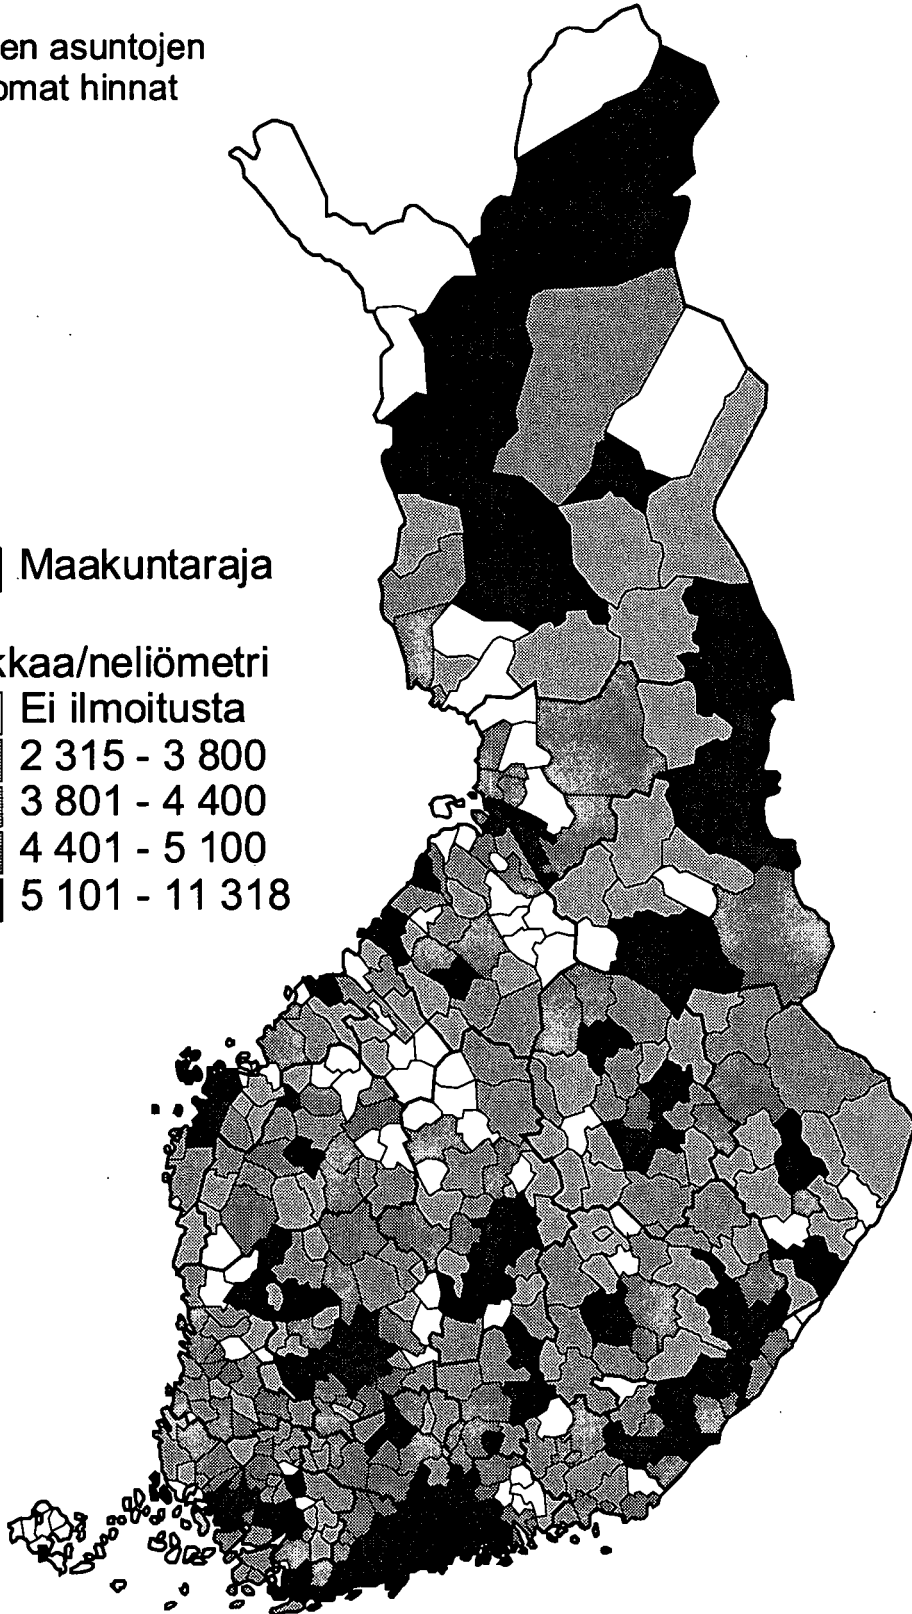 en asuntojen
omat hinnat
Maakuntaraja
kkaa/neliömetri
Ei ilmoitusta
2 315 - 3 800
3 801 - 4 400
4 401 - 5 100
5 101 - 11 318